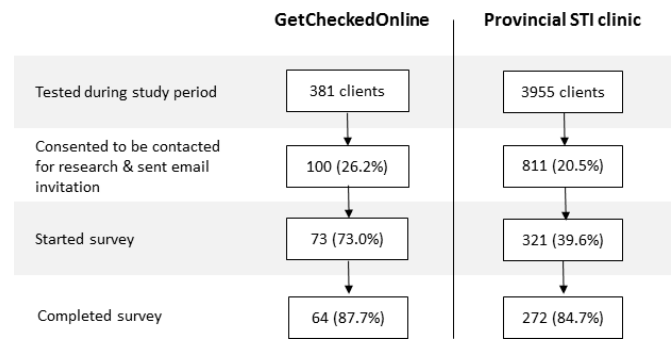 GetCheckedOnline
Provincial STI clinic
Tested during study period
381 clients
3955 clients
Consented to be contacted
for research & sent email
invitation
100 (26.2%)
811 (20.5%)
Started survey
73 (73.0%)
321 (39.6%)
Completed survey
64 (87.7%)
272 (84.7%)